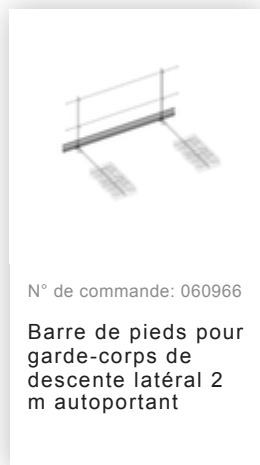 N° de commande: 060966
Barre de pieds pour
garde-corps de
descente latéral 2
m autoportant